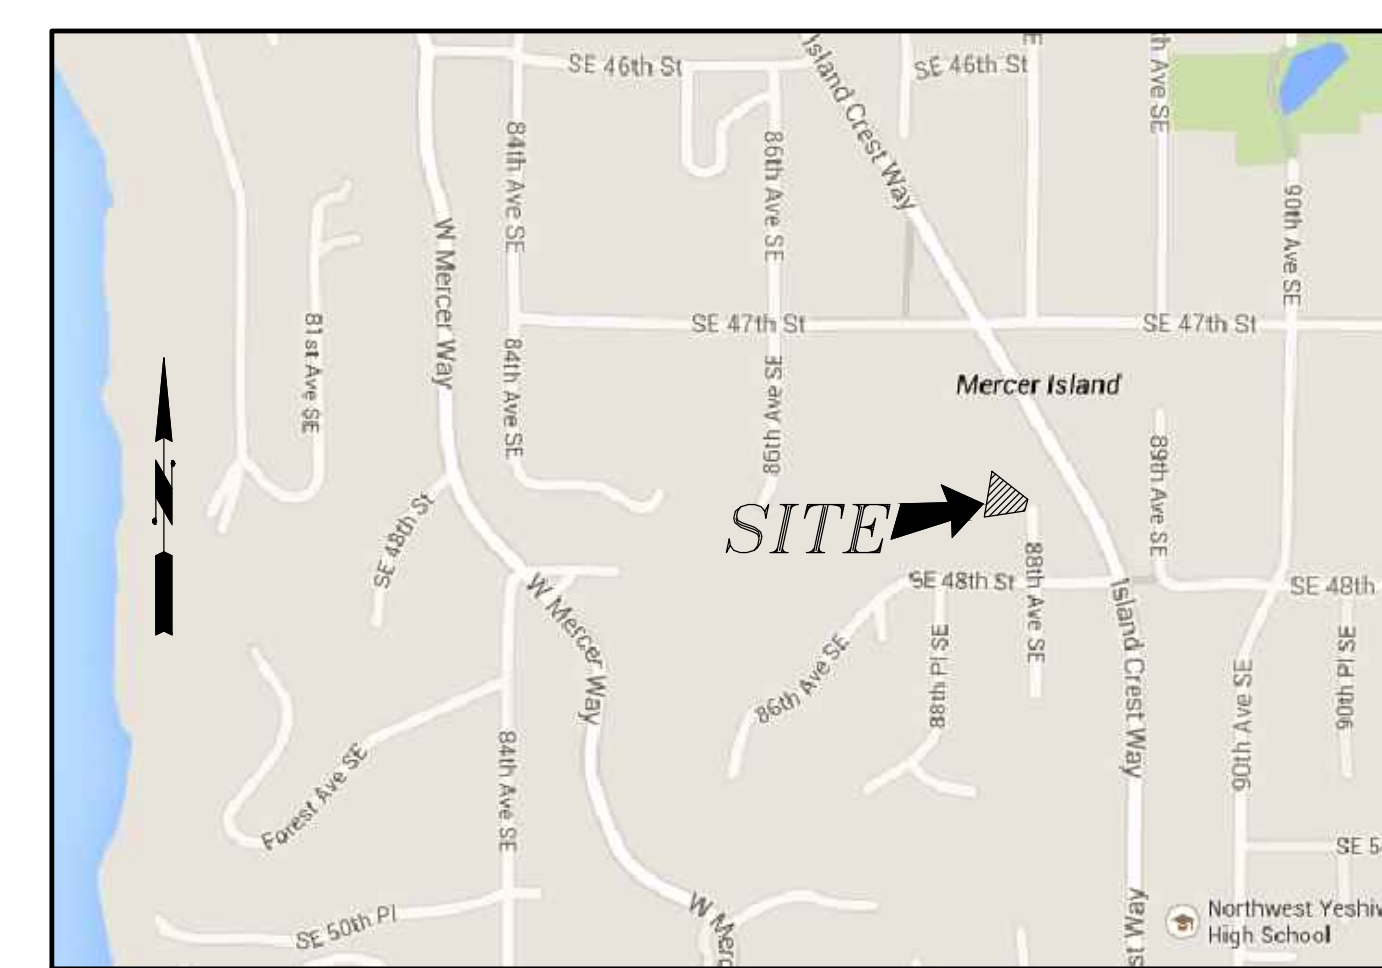 SE 46th St
SE 46th St
Island Crest Way
84th Ave SE
86th Ave SE
W Mercer Way
90th Ave SE
81st Ave SE
SE 47th St
SE 47th St
84th Ave SE
86th Ave SE
Mercer Island
89th Ave SE
SE 48th St
N
SITE
88th Ave SE
SE 48th St
SE 48th
W Mercer Way
Island Crest Way
86th Ave SE
88th Pl SE
90th Ave SE
90th Pl SE
Forest Ave SE
84th Ave SE
SE 50th Pl
W Merc
SE 5
st Way
Northwest Yeshiv
High School
h Ave SE
E